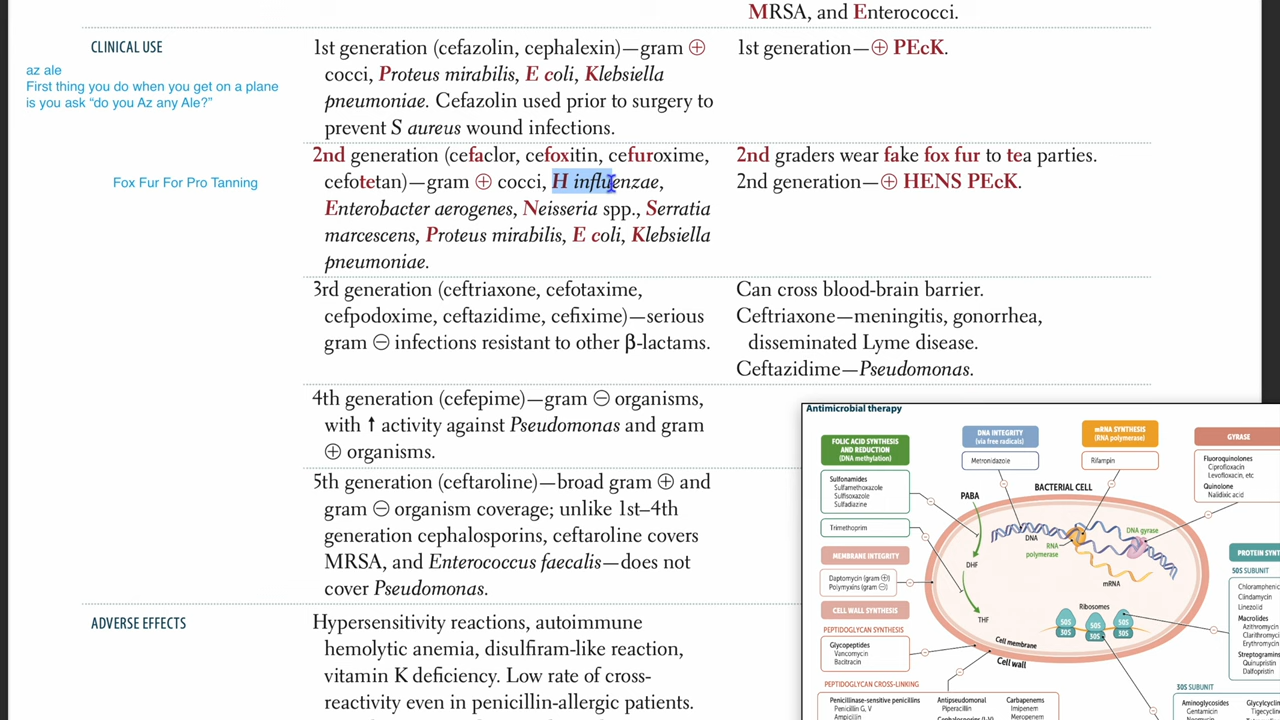 MRSA, and Enterococci.
CLINICAL USE
az ale
First thing you do when you get on a plane
is you ask “do you Az any Ale?”
1st generation (cefazolin, cephalexin)—gram ⊕
cocci, Proteus mirabilis, E coli, Klebsiella
pneumoniae. Cefazolin used prior to surgery to
prevent S aureus wound infections.
1st generation—⊕ PEcK.
Fox Fur For Pro Tanning
2nd generation (cefaclor, cefoxitin, cefuroxime,
cefotetan)—gram ⊕ cocci, H influenzae,
Enterobacter aerogenes, Neisseria spp., Serratia
marcescens, Proteus mirabilis, E coli, Klebsiella
pneumoniae.
2nd graders wear fake fox fur to tea parties.
2nd generation—⊕ HENS PEcK.
3rd generation (ceftriaxone, cefotaxime,
cefpodoxime, ceftazidime, cefixime)—serious
gram ⊖ infections resistant to other β-lactams.
Can cross blood-brain barrier.
Ceftriaxone—meningitis, gonorrhea,
disseminated Lyme disease.
Ceftazidime—Pseudomonas.
4th generation (cefepime)—gram ⊖ organisms,
with ↑ activity against Pseudomonas and gram
⊕ organisms.
5th generation (ceftaroline)—broad gram ⊕ and
gram ⊖ organism coverage; unlike 1st–4th
generation cephalosporins, ceftaroline covers
MRSA, and Enterococcus faecalis—does not
cover Pseudomonas.
ADVERSE EFFECTS
Hypersensitivity reactions, autoimmune
hemolytic anemia, disulfiram-like reaction,
vitamin K deficiency. Low rate of cross-
reactivity even in penicillin-allergic patients.
Antimicrobial therapy
FOLIC ACID SYNTHESIS
AND REDUCTION
(DNA methylation)
Sulfonamides
Sulfamethoxazole
Sulfisoxazole
Sulfadiazine
Trimethoprim
MEMBRANE INTEGRITY
Daptomycin (gram ⊕)
Polymyxins (gram ⊖)
CELL WALL SYNTHESIS
PEPTIDOGLYCAN SYNTHESIS
Glycopeptides
Vancomycin
Bacitracin
PEPTIDOGLYCAN CROSS-LINKING
Penicillinase-sensitive penicillins
Penicillin G, V
Ampicillin
Antipseudomonal
Piperacillin
Carbapenems
Imipenem
Meropenem
DNA INTEGRITY
(via free radicals)
Metronidazole
mRNA SYNTHESIS
(RNA polymerase)
Rifampin
GYRASE
Fluoroquinolones
Ciprofloxacin
Levofloxacin, etc
Quinolone
Nalidixic acid
BACTERIAL CELL
PABA
DHF
THF
DNA
RNA
polymerase
DNA gyrase
mRNA
Ribosomes
50S
50S
50S
30S
30S
30S
Cell membrane
Cell wall
PROTEIN SYNT
50S SUBUNIT
Clindamycin
Linezolid
Macrolides
Streptogramins
30S SUBUNIT
Aminoglycosides
Gentamicin